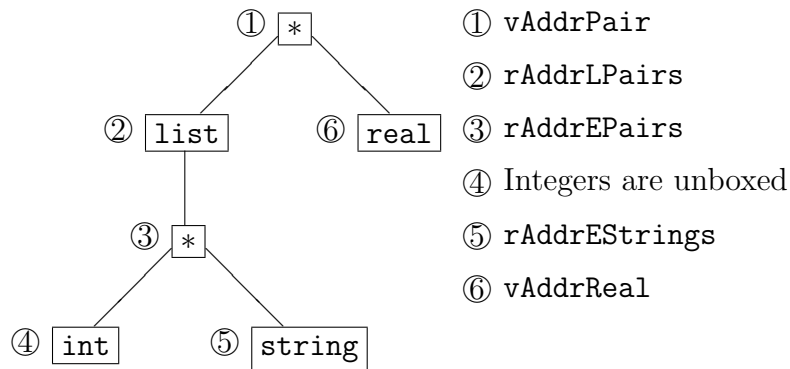 ① *
② list
⑥ real
③ *
④ int
⑤ string
① vAddrPair
② rAddrLPairs
③ rAddrEPairs
④ Integers are unboxed
⑤ rAddrEStrings
⑥ vAddrReal